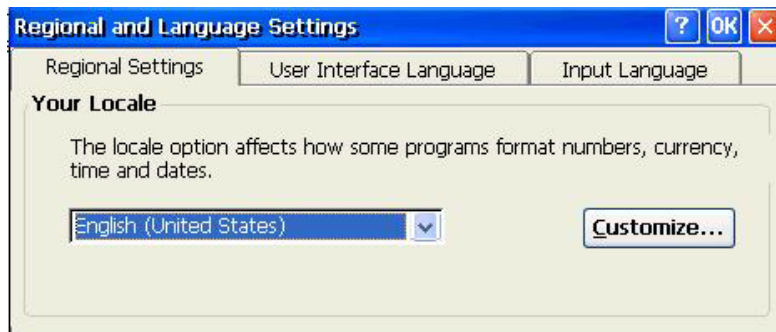 Regional and Language Settings ? OK ×
Regional Settings User Interface Language Input Language
Your Locale
The locale option affects how some programs format numbers, currency,
time and dates.
English (United States) Customize...